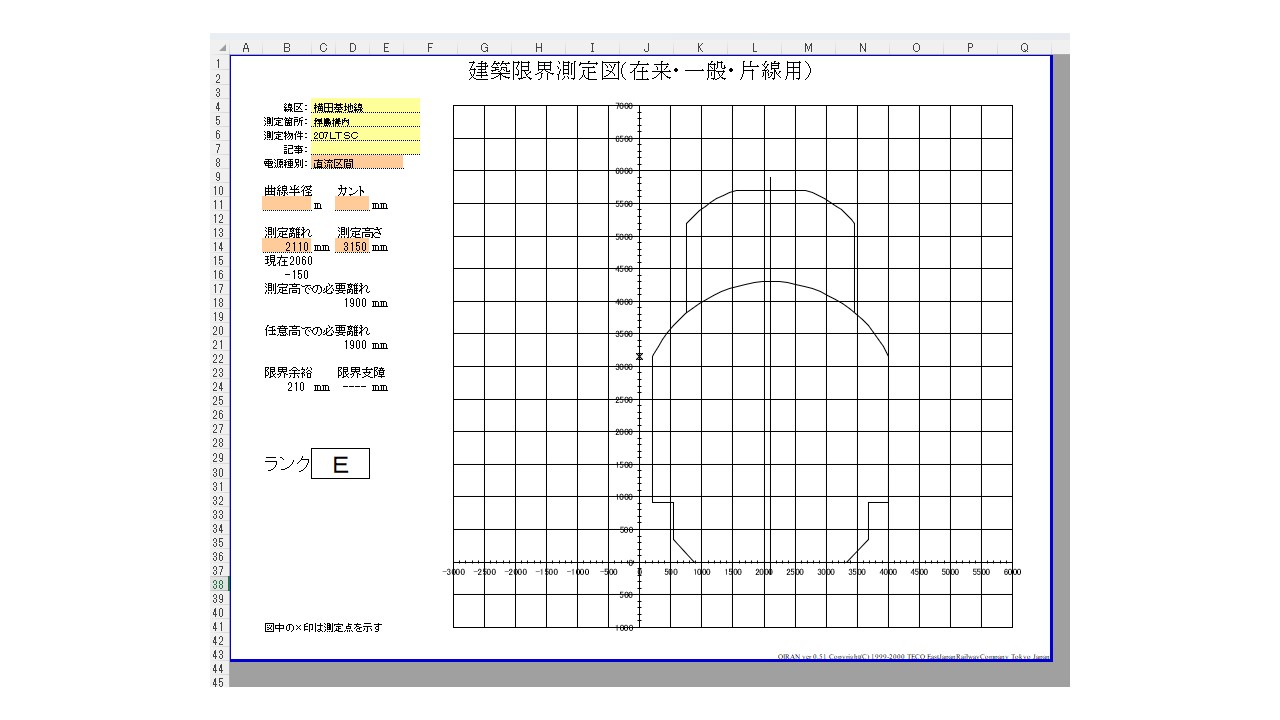 A B C D E F G H I J K L M N O P Q
1 建築限界測定図(在来・一般・片線用)
2
3
4 線区: 横田基地線
5 測定箇所: 拝島構内
6 測定物件: 207LTSC
7 記事:
8 電源種別: 直流区間
9
10 曲線半径 カント
11 m mm
12
13 測定離れ 測定高さ
14 2110 mm 3150 mm
15 現在2060
16 -150
17 測定高での必要離れ
18 1900 mm
19
20 任意高での必要離れ
21 1900 mm
22
23 限界余裕 限界支障
24 210 mm ---- mm
25
26
27
28
29 ランク E
30
31
32
33
34
35
36
37
38
39
40
41 図中の×印は測定点を示す
42
43
44
45
7000
6500
6000
5500
5000
4500
4000
3500
3000
2500
2000
1500
1000
500
0
-3000 -2500 -2000 -1500 -1000 -500 0 500 1000 1500 2000 2500 3000 3500 4000 4500 5000 5500 6000
500
1000
OIRAN ver 0.51 Copyright(C) 1999-2000 TECO EastJapanRailwayCompany Tokyo Japan